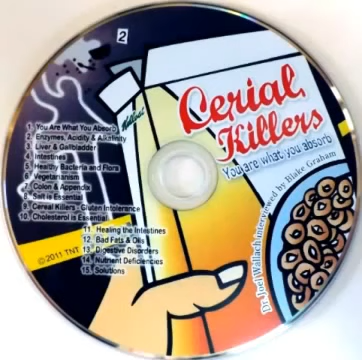 2
Cerial
Killers
You are what you absorb
Dr Joel Wallach interviewed by Blake Graham
1. You Are What You Absorb
2. Enzymes, Acidity & Alkalinity
3. Liver & Gallbladder
4. Intestines
5. Healthy Bacteria and Flora
6. Vegetarianism
7. Colon & Appendix
8. Salt is Essential
9. Cereal Killers - Gluten Intolerance
10. Cholesterol is Essential
11. Healing the Intestines
12. Bad Fats & Oils
13. Digestive Disorders
14. Nutrient Deficiencies
15. Solutions
©2011 TNT